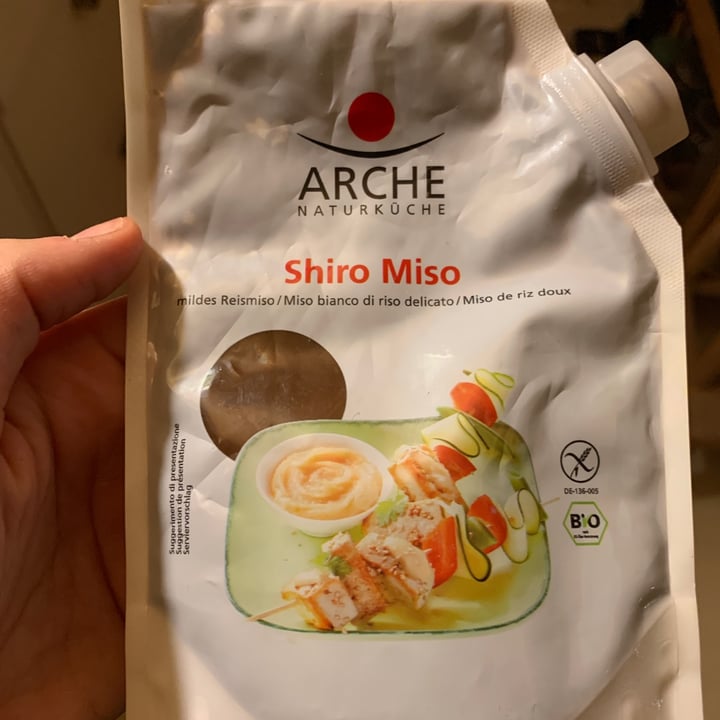 ARCHE
NATURKÜCHE
Shiro Miso
mildes Reismiso / Miso bianco di riso delicato / Miso de riz doux
Suggerimento di presentazione
Suggestion de présentation
Serviervorschlag
DE-136-005
BiO